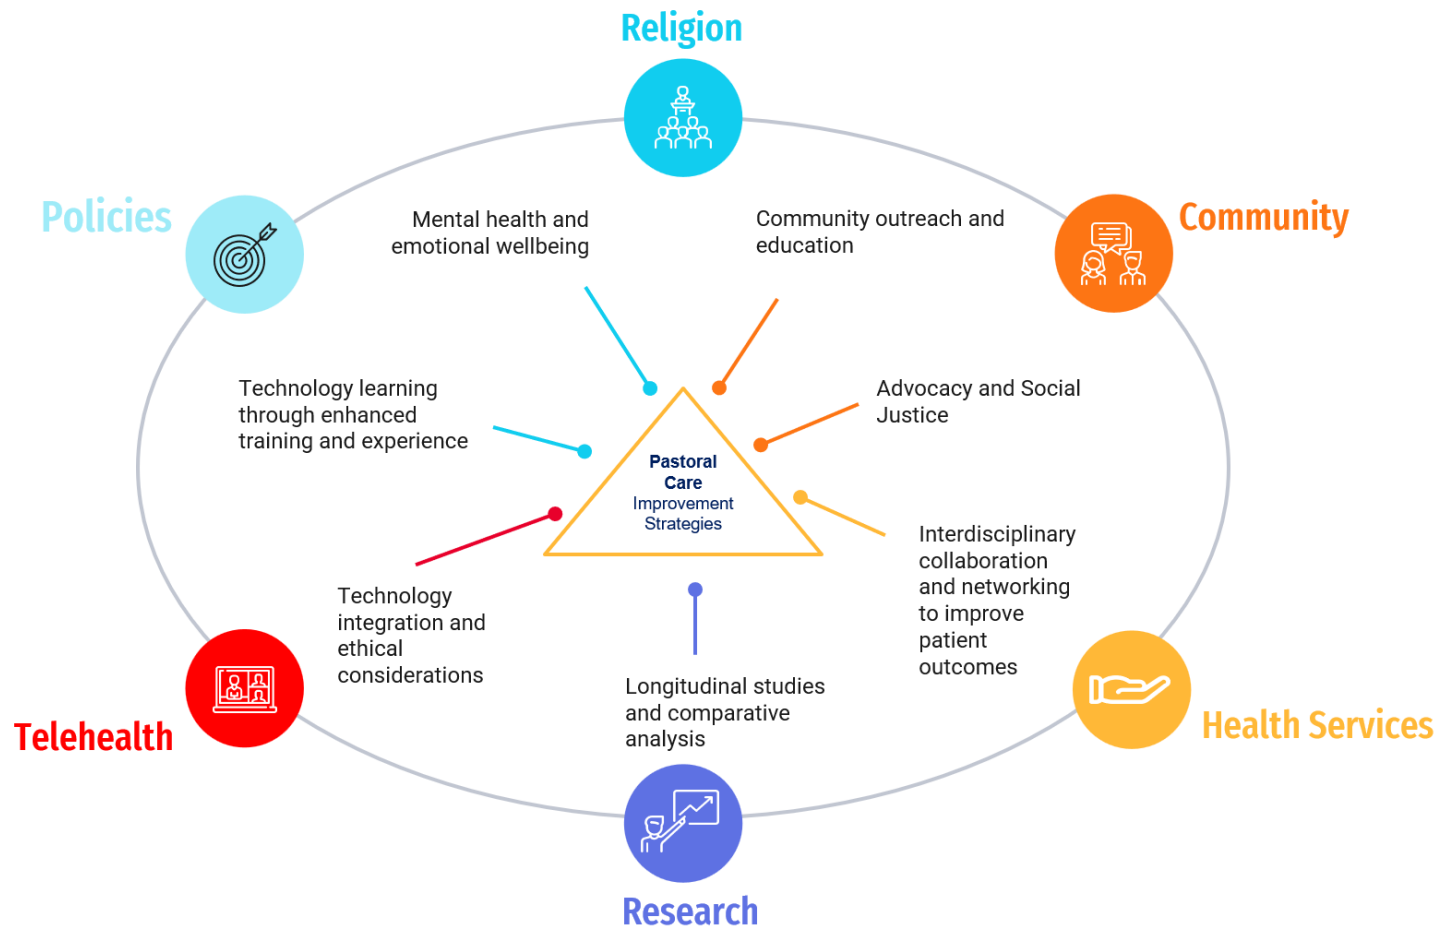 Religion
Policies
Community
Mental health and
emotional wellbeing
Community outreach and
education
Technology learning
through enhanced
training and experience
Advocacy and Social
Justice
Pastoral
Care
Improvement
Strategies
Interdisciplinary
collaboration
and networking
to improve
patient
outcomes
Technology
integration and
ethical
considerations
Longitudinal studies
and comparative
analysis
Telehealth
Health Services
Research